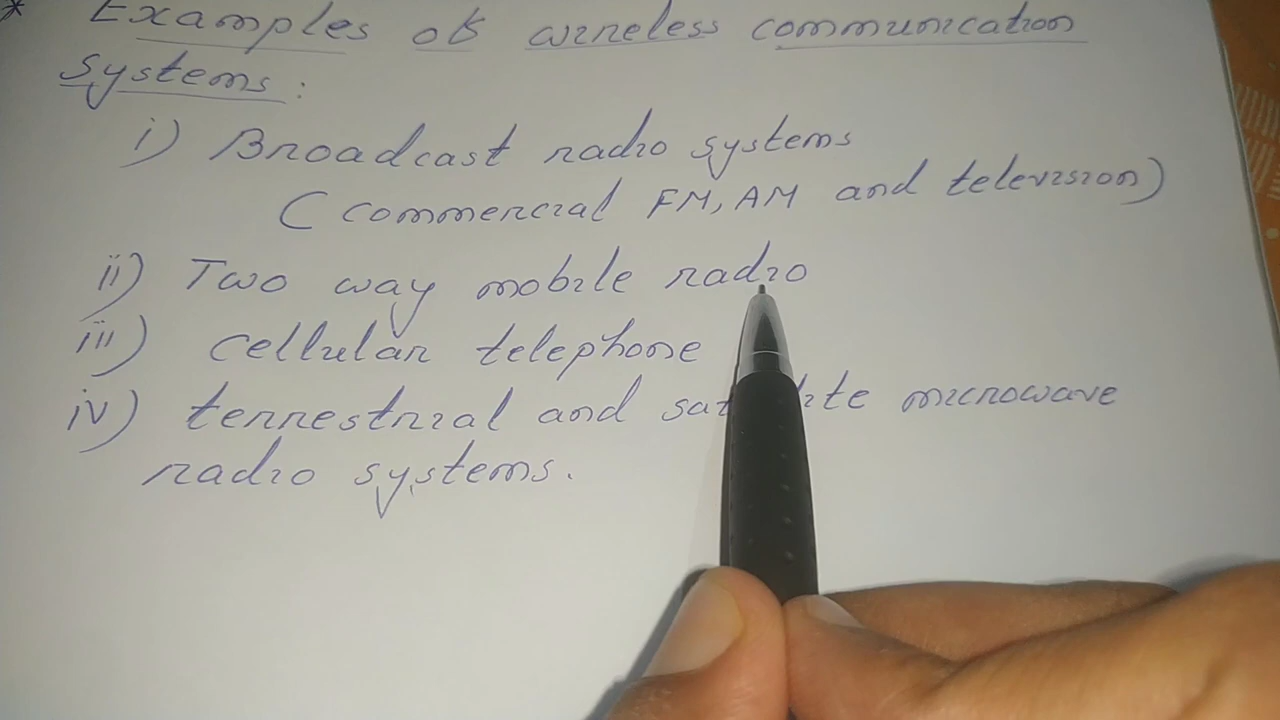 * Examples of wireless communication
systems:
i) Broadcast radio systems
(commercial FM, AM and television)
ii) Two way mobile radio
iii) cellular telephone
iv) terrestrial and microwave
radio systems.